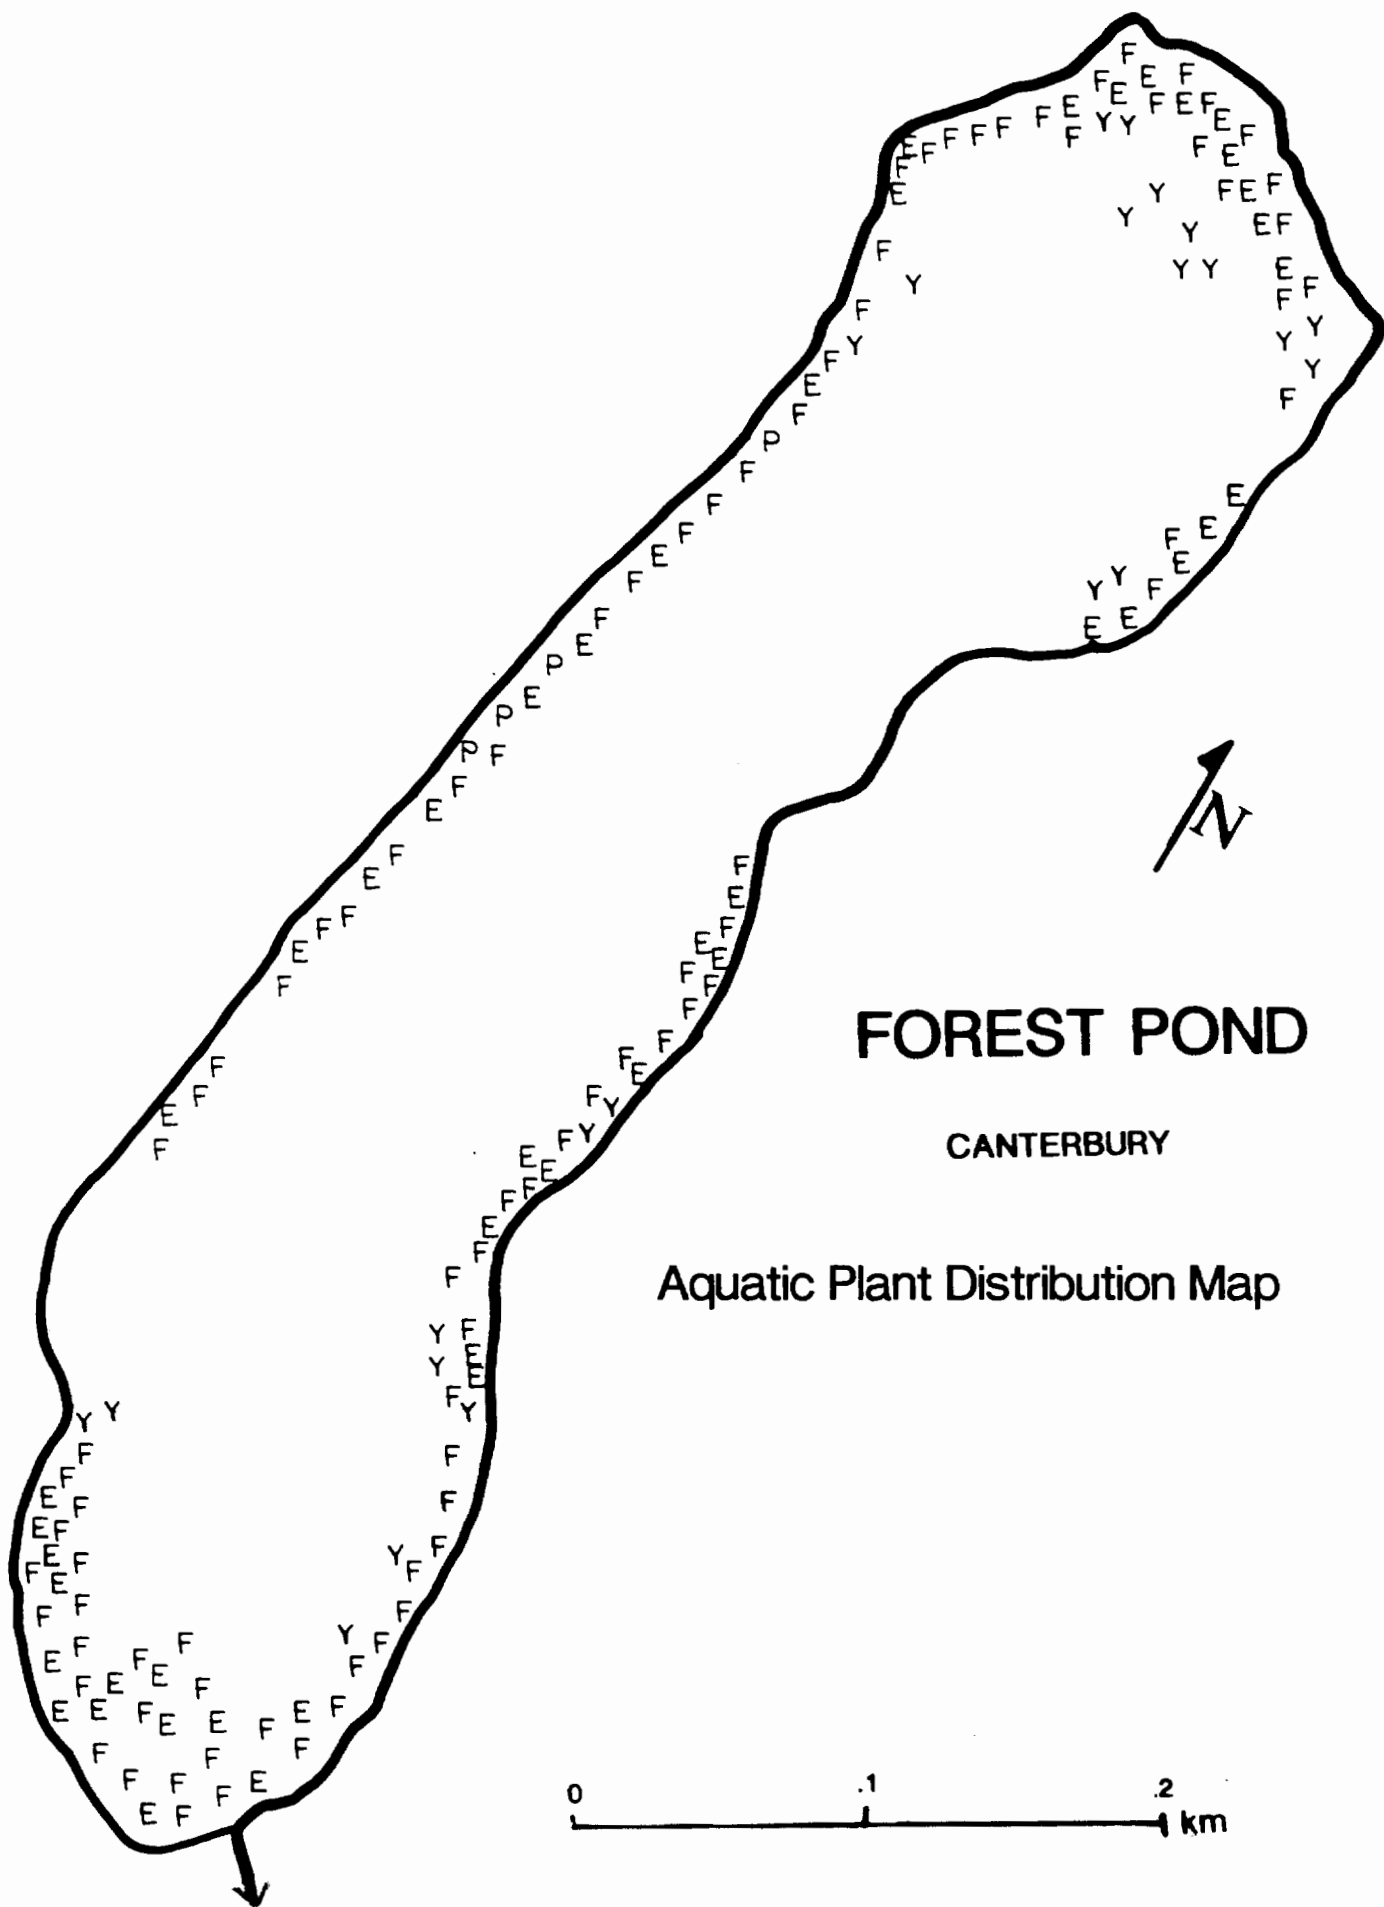 F
F E F
F E F E F E
F F F F E F Y Y F
E F F E
F
E
Y F E F
Y E F
Y
F Y Y E F
Y F
F Y
Y Y
F Y
E F
F
P
F
F E
F E
E F E
F Y Y F
F E E
E
P
E
P
P F
F
E
F F
E E
F F F
E E E
F F F
F
F
F E
F F Y
F E F Y
F E E
F F
E
F
F
Y F
Y E
E
F Y
Y Y
F F
F
E F F
E F
E F Y F
F E
F F F
F Y F
E F F E F
F E F
E E F E E F E F
F F F
F F F E
E F
N
FOREST POND
CANTERBURY
Aquatic Plant Distribution Map
0 .1 .2
km